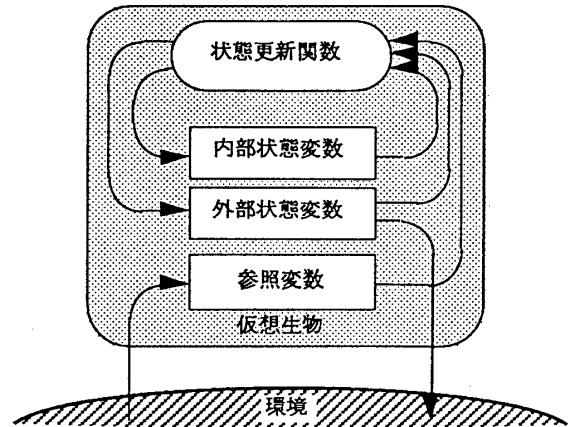 状態更新関数
内部状態変数
外部状態変数
参照変数
仮想生物
環境